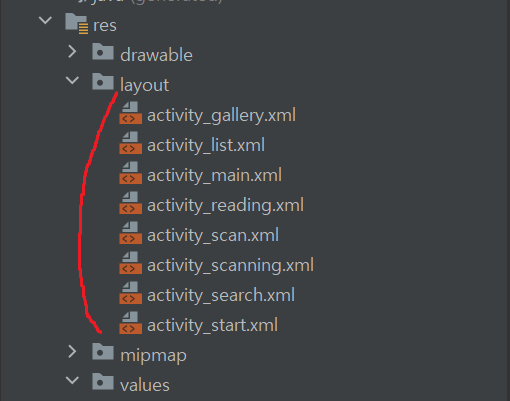 java (generated)
res
drawable
layout
activity_gallery.xml
activity_list.xml
activity_main.xml
activity_reading.xml
activity_scan.xml
activity_scanning.xml
activity_search.xml
activity_start.xml
mipmap
values